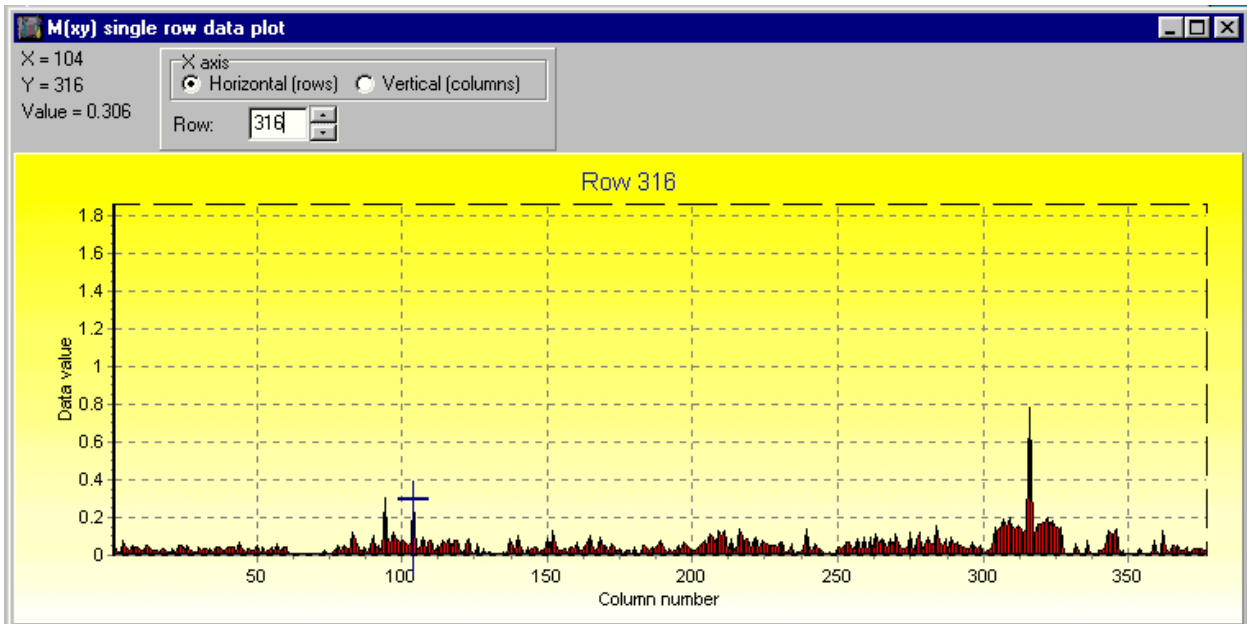 M(xy) single row data plot
X = 104
Y = 316
Value = 0.306
X axis
Horizontal (rows) Vertical (columns)
Row: 316
Row 316
1.8
1.6
1.4
1.2
1
0.8
0.6
0.4
0.2
0
Data value
50 100 150 200 250 300 350
Column number